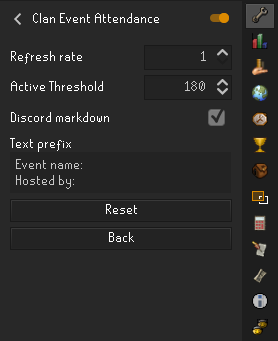 Clan Event Attendance
Refresh rate 1
Active Threshold 180
Discord markdown
Text prefix
Event name:
Hosted by:
Reset
Back